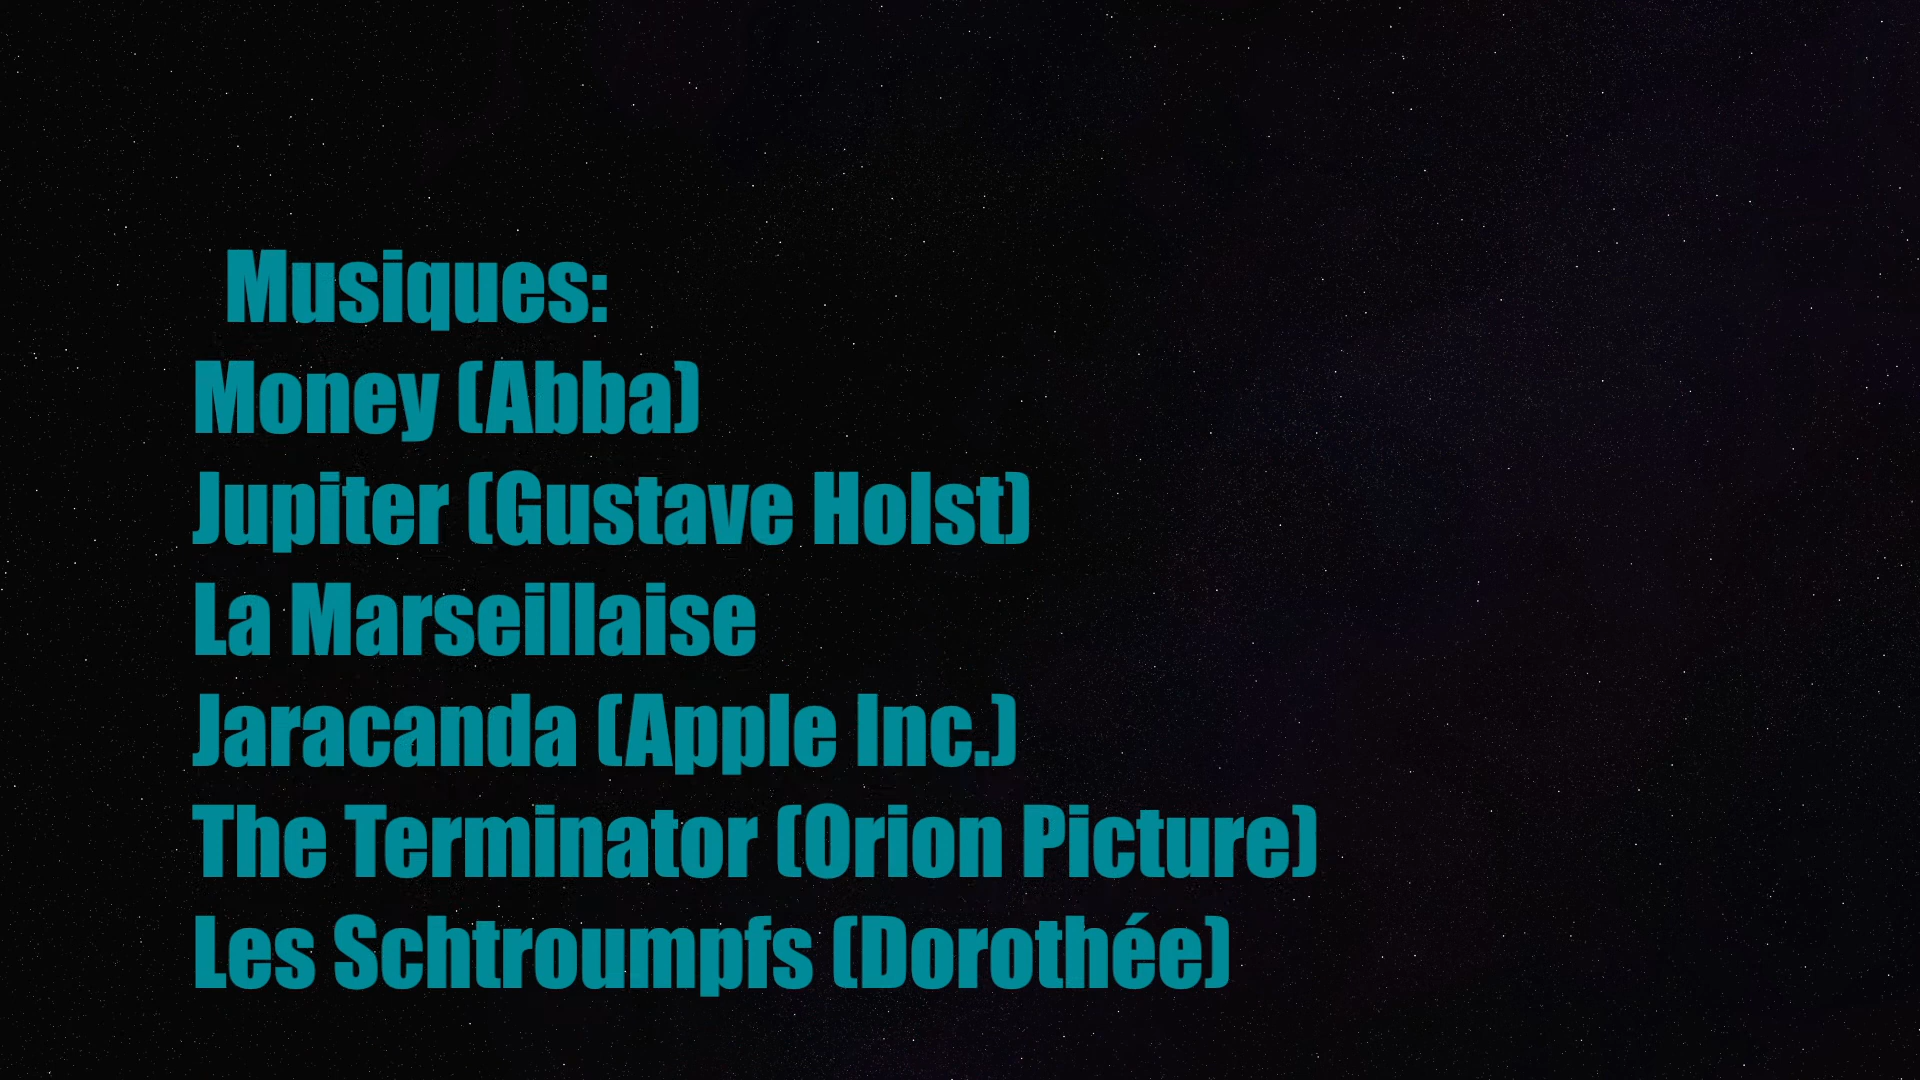 Musiques:
Money (Abba)
Jupiter (Gustave Holst)
La Marseillaise
Jaracanda (Apple Inc.)
The Terminator (Orion Picture)
Les Schtroumpfs (Dorothée)